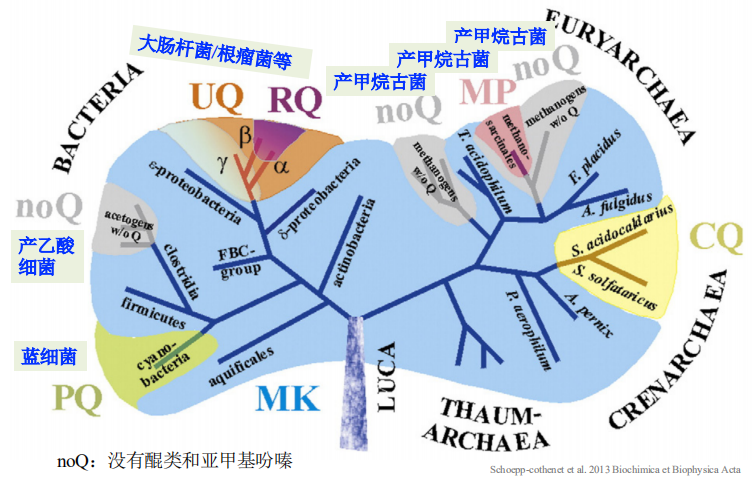 产甲烷古菌
EURYARCHAEA
大肠杆菌/根瘤菌等
产甲烷古菌
产甲烷古菌
noQ
BACTERIA
UQ
RQ
noQ
MP
methanogens
w/o Q
methano-
sarcinales
β
γ
α
methanogens
w/o Q
T. acidophilum
F. placidus
A. fulgidus
ε-proteobacteria
δ-proteobacteria
actinobacteria
noQ
acetogens
w/o Q
产乙酸
细菌
clostridia
FBC-
group
S. acidocaldarius
S. solfataricus
CQ
firmicutes
A. pernix
P. aerophilum
CRENARCHAEA
蓝细菌
cyano-
bacteria
aquificales
PQ
MK
LUCA
THAUM-
ARCHAEA
noQ：没有醌类和亚甲基吩嗪
Schoepp-cothenet et al. 2013 Biochimica et Biophysica Acta